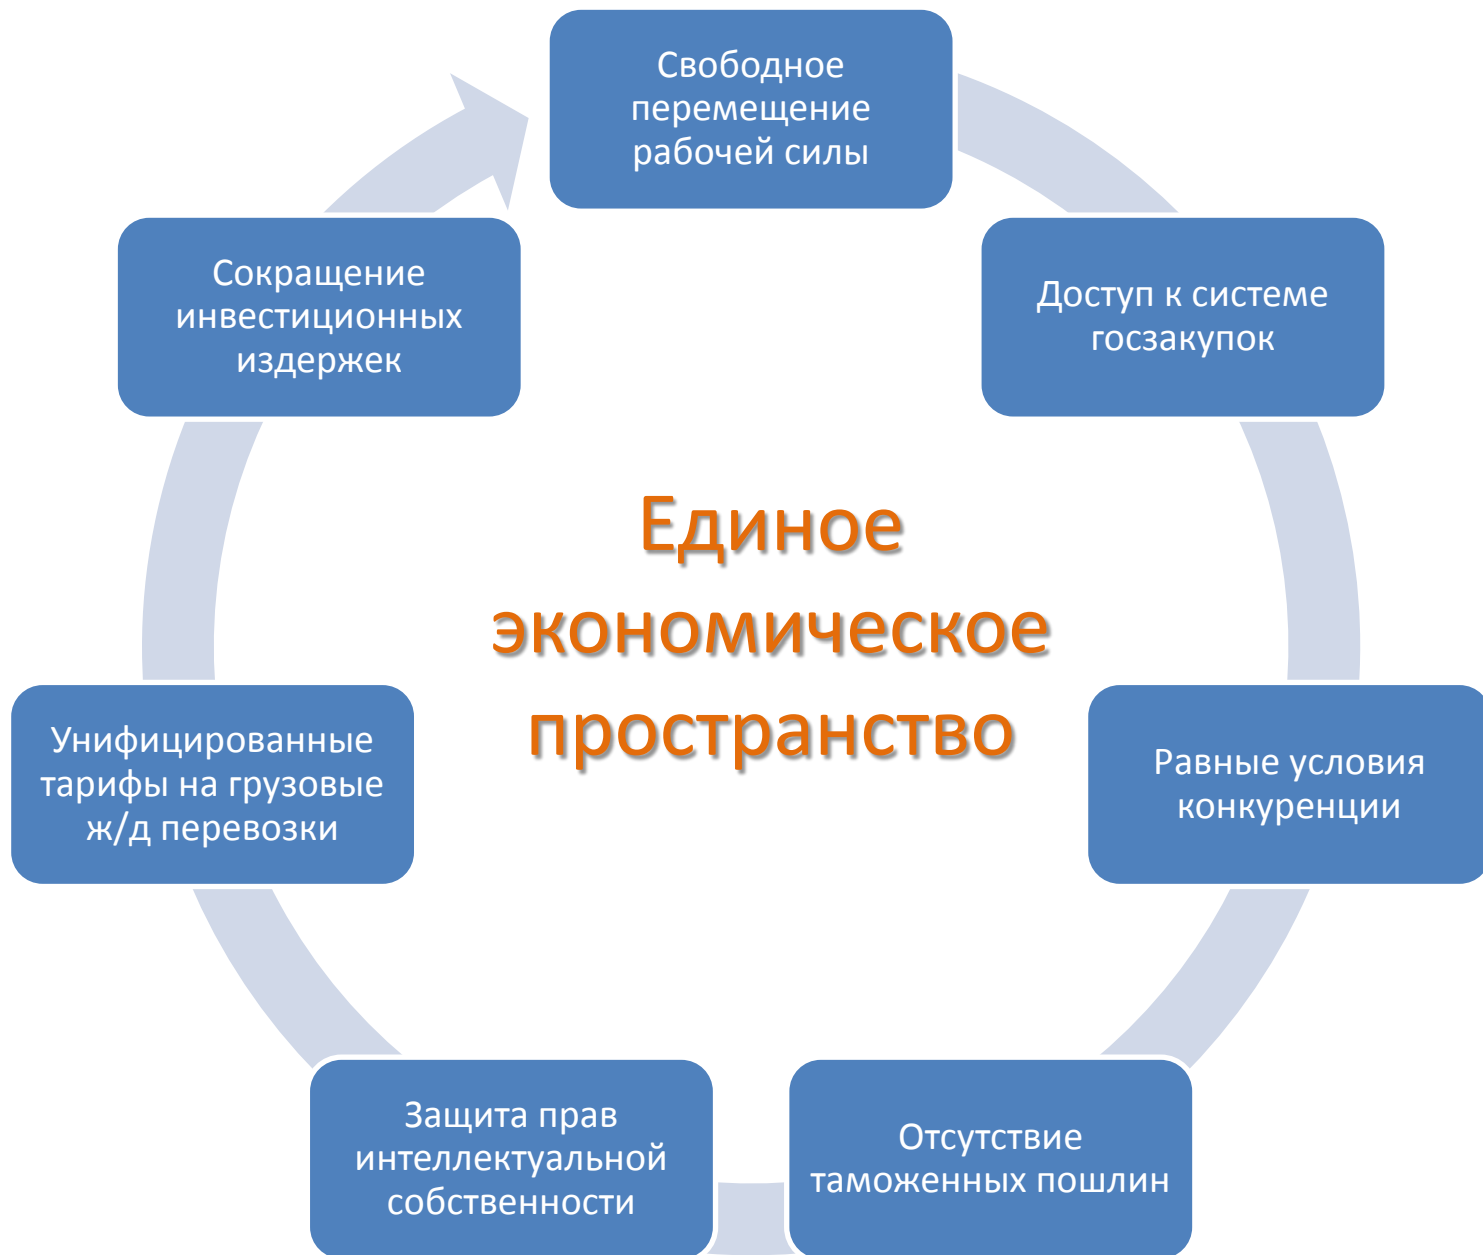 Свободное
перемещение
рабочей силы
Доступ к системе
госзакупок
Равные условия
конкуренции
Отсутствие
таможенных пошлин
Защита прав
интеллектуальной
собственности
Унифицированные
тарифы на грузовые
ж/д перевозки
Сокращение
инвестиционных
издержек
Единое
экономическое
пространство